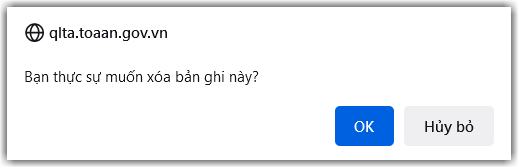 qlta.toaan.gov.vn
Bạn thực sự muốn xóa bản ghi này?
OK Hủy bỏ